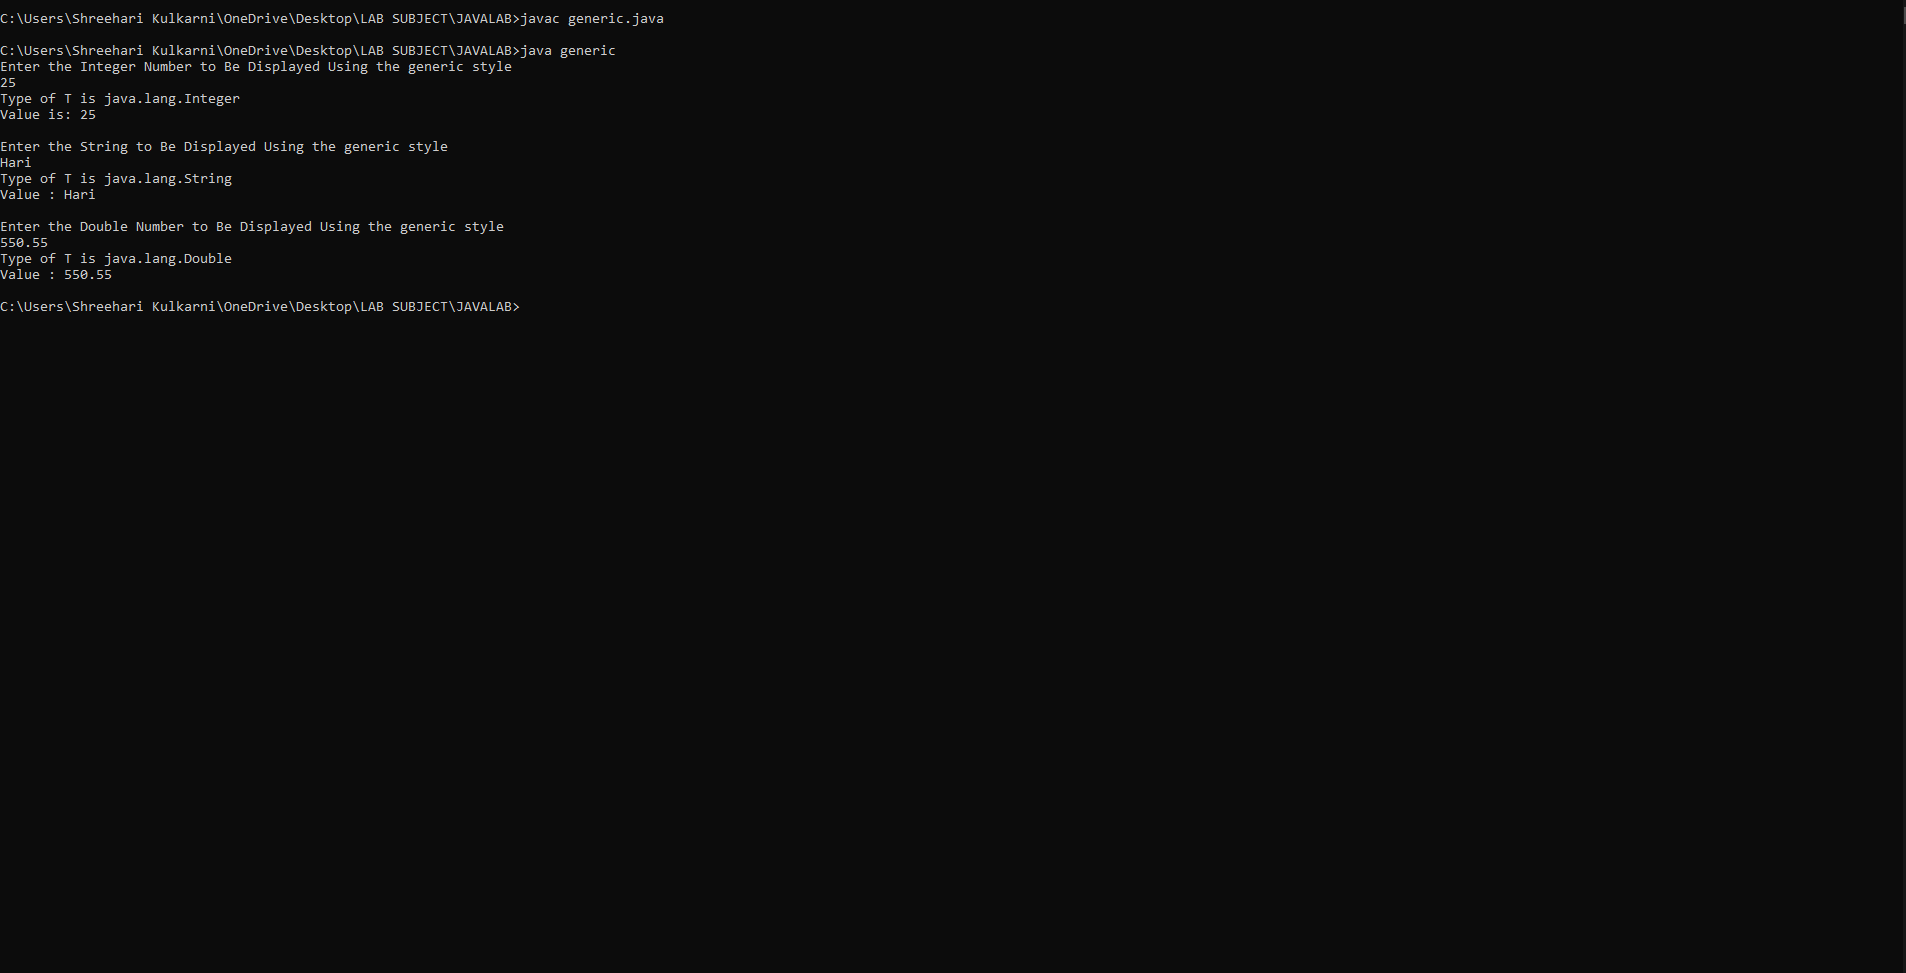 C:\Users\Shreehari Kulkarni\OneDrive\Desktop\LAB SUBJECT\JAVALAB>javac generic.java
C:\Users\Shreehari Kulkarni\OneDrive\Desktop\LAB SUBJECT\JAVALAB>java generic
Enter the Integer Number to Be Displayed Using the generic style
25
Type of T is java.lang.Integer
Value is: 25
Enter the String to Be Displayed Using the generic style
Hari
Type of T is java.lang.String
Value : Hari
Enter the Double Number to Be Displayed Using the generic style
550.55
Type of T is java.lang.Double
Value : 550.55
C:\Users\Shreehari Kulkarni\OneDrive\Desktop\LAB SUBJECT\JAVALAB>